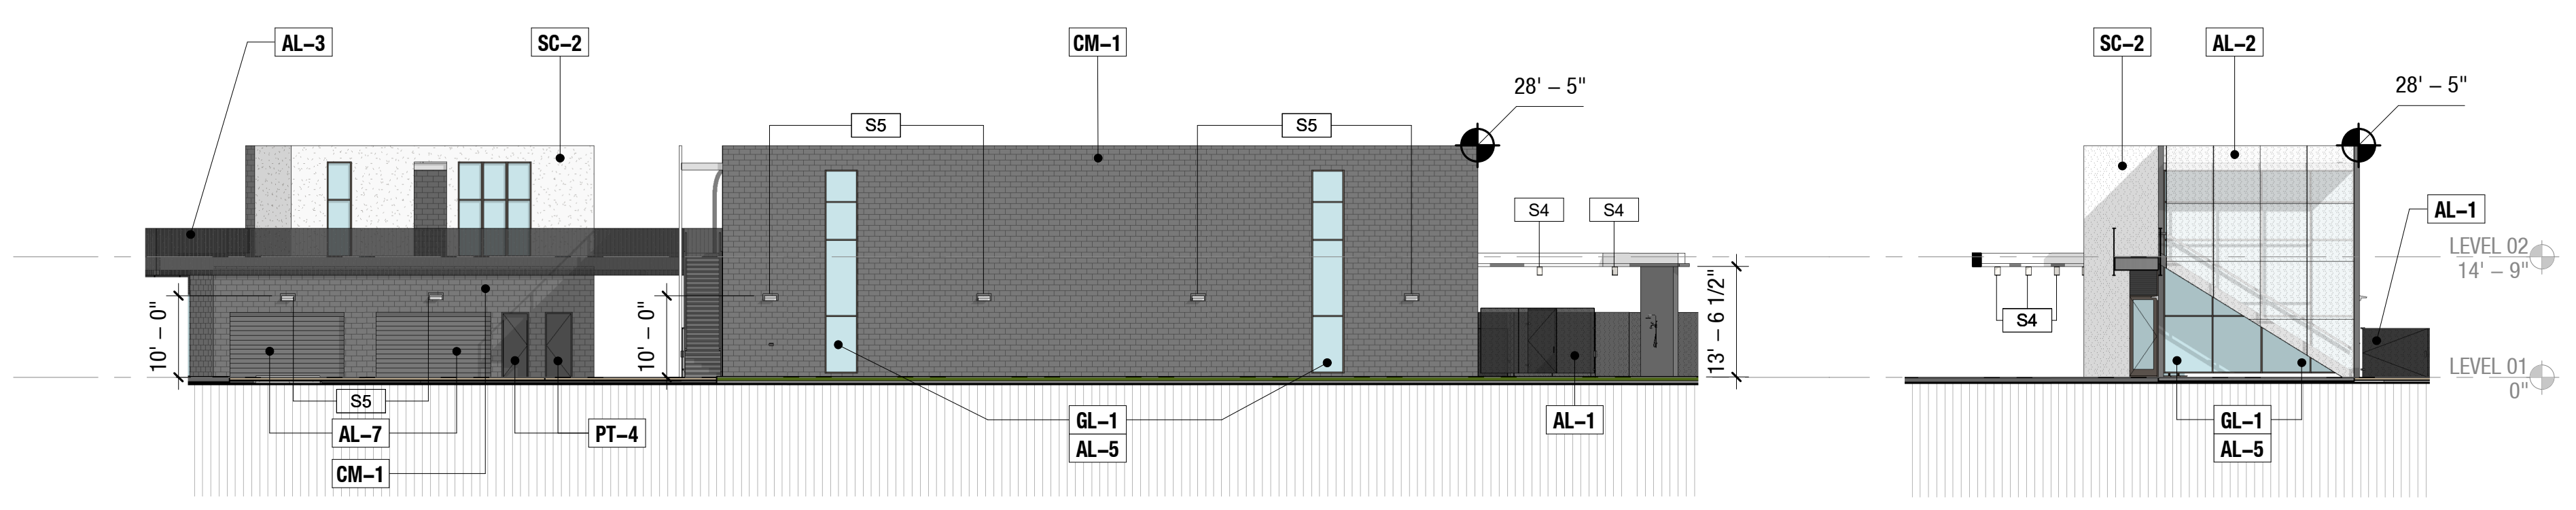 AL–3
SC–2
CM–1
SC–2
AL–2
28' – 5"
28' – 5"
S5
S5
S4
S4
AL–1
LEVEL 02
14' – 9"
10' – 0"
10' – 0"
13' – 6 1/2"
S4
LEVEL 01
0"
S5
AL–7
PT–4
CM–1
GL–1
AL–5
AL–1
GL–1
AL–5